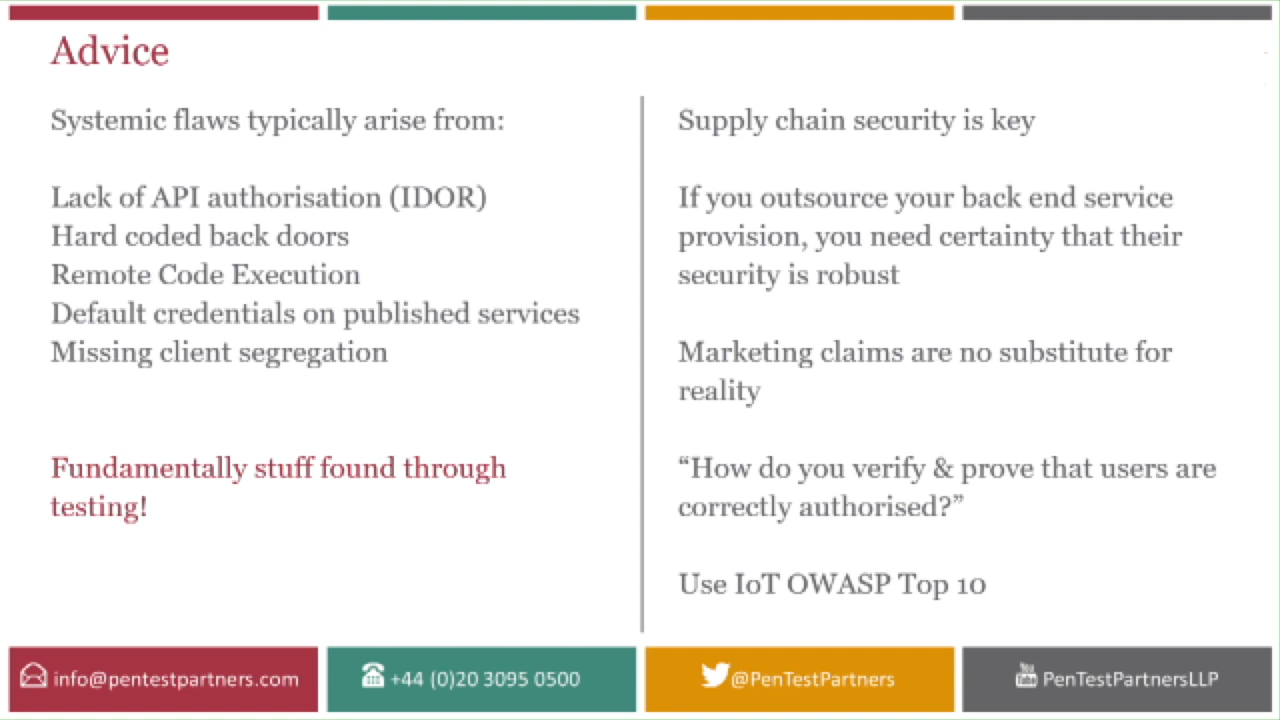 Advice
Systemic flaws typically arise from:
Lack of API authorisation (IDOR)
Hard coded back doors
Remote Code Execution
Default credentials on published services
Missing client segregation
Fundamentally stuff found through
testing!
Supply chain security is key
If you outsource your back end service
provision, you need certainty that their
security is robust
Marketing claims are no substitute for
reality
“How do you verify & prove that users are
correctly authorised?”
Use IoT OWASP Top 10
info@pentestpartners.com
+44 (0)20 3095 0500
@PenTestPartners
You
Tube
PenTestPartnersLLP